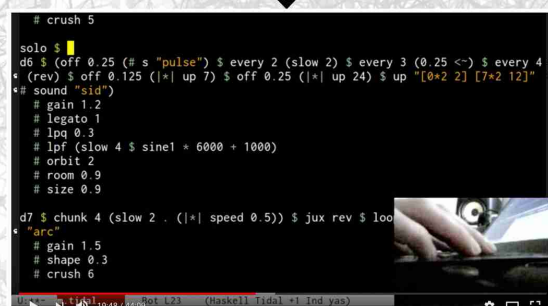 # crush 5
solo $
d6 $ (off 0.25 (# s "pulse") $ every 2 (slow 2) $ every 3 (0.25 <~) $ every 4
(rev) $ off 0.125 (|*| up 7) $ off 0.25 (|*| up 24) $ up "[0*2 2] [7*2 12]"
# sound "sid")
# gain 1.2
# legato 1
# lpq 0.3
# lpf (slow 4 $ sine1 * 6000 + 1000)
# orbit 2
# room 0.9
# size 0.9
d7 $ chunk 4 (slow 2 . (|*| speed 0.5)) $ jux rev $ loo
"arc"
# gain 1.5
# shape 0.3
# crush 6
U:**- tidal Bot L23 (Haskell Tidal +1 Ind yas)